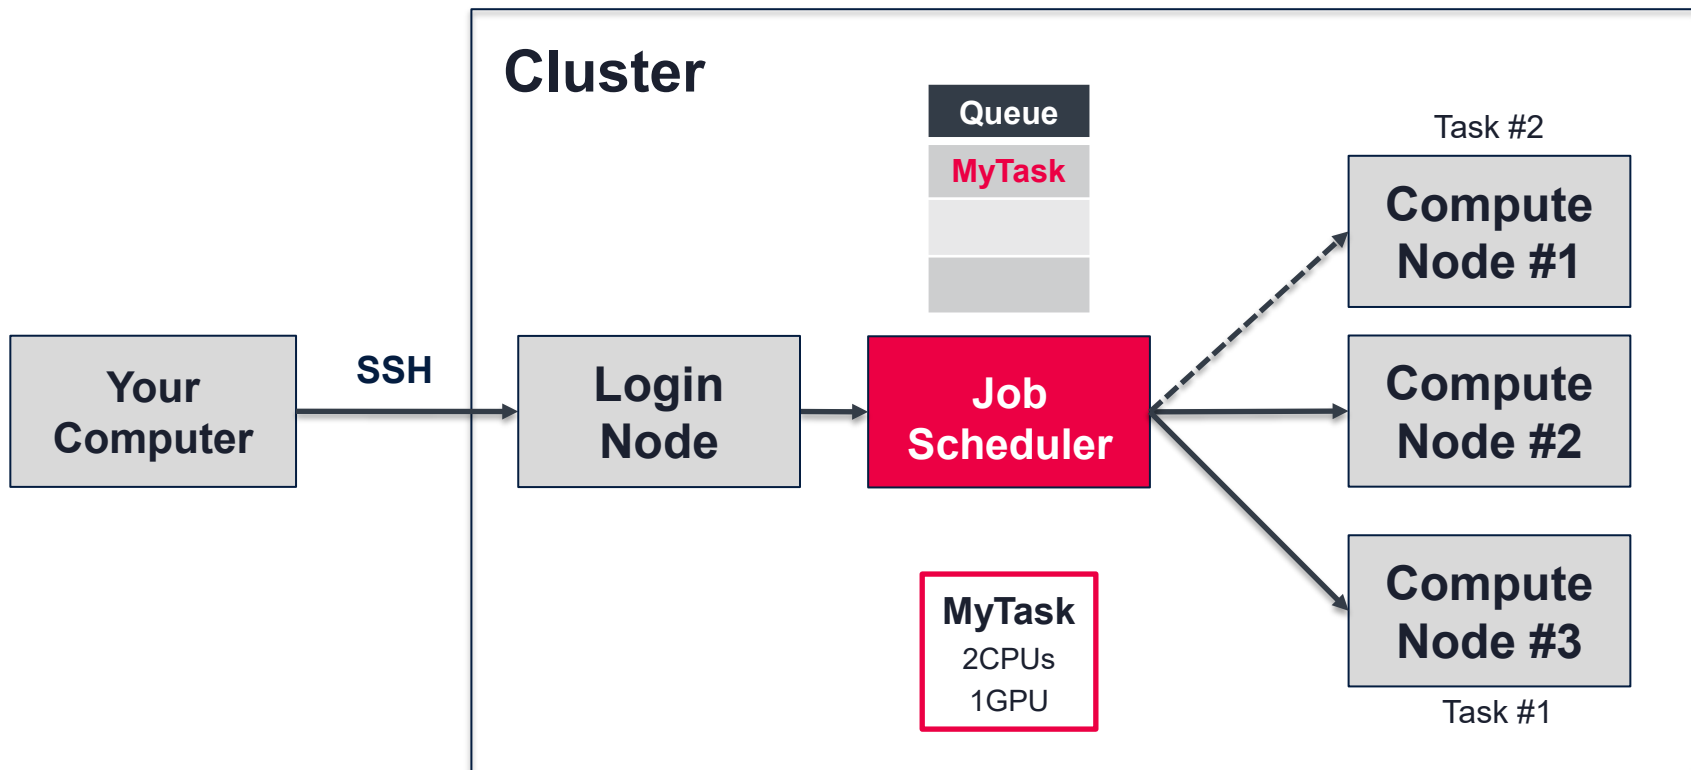 Cluster
Queue
MyTask
Task #2
Compute
Node #1
Your
Computer
SSH
Login
Node
Job
Scheduler
Compute
Node #2
MyTask
2CPUs
1GPU
Compute
Node #3
Task #1